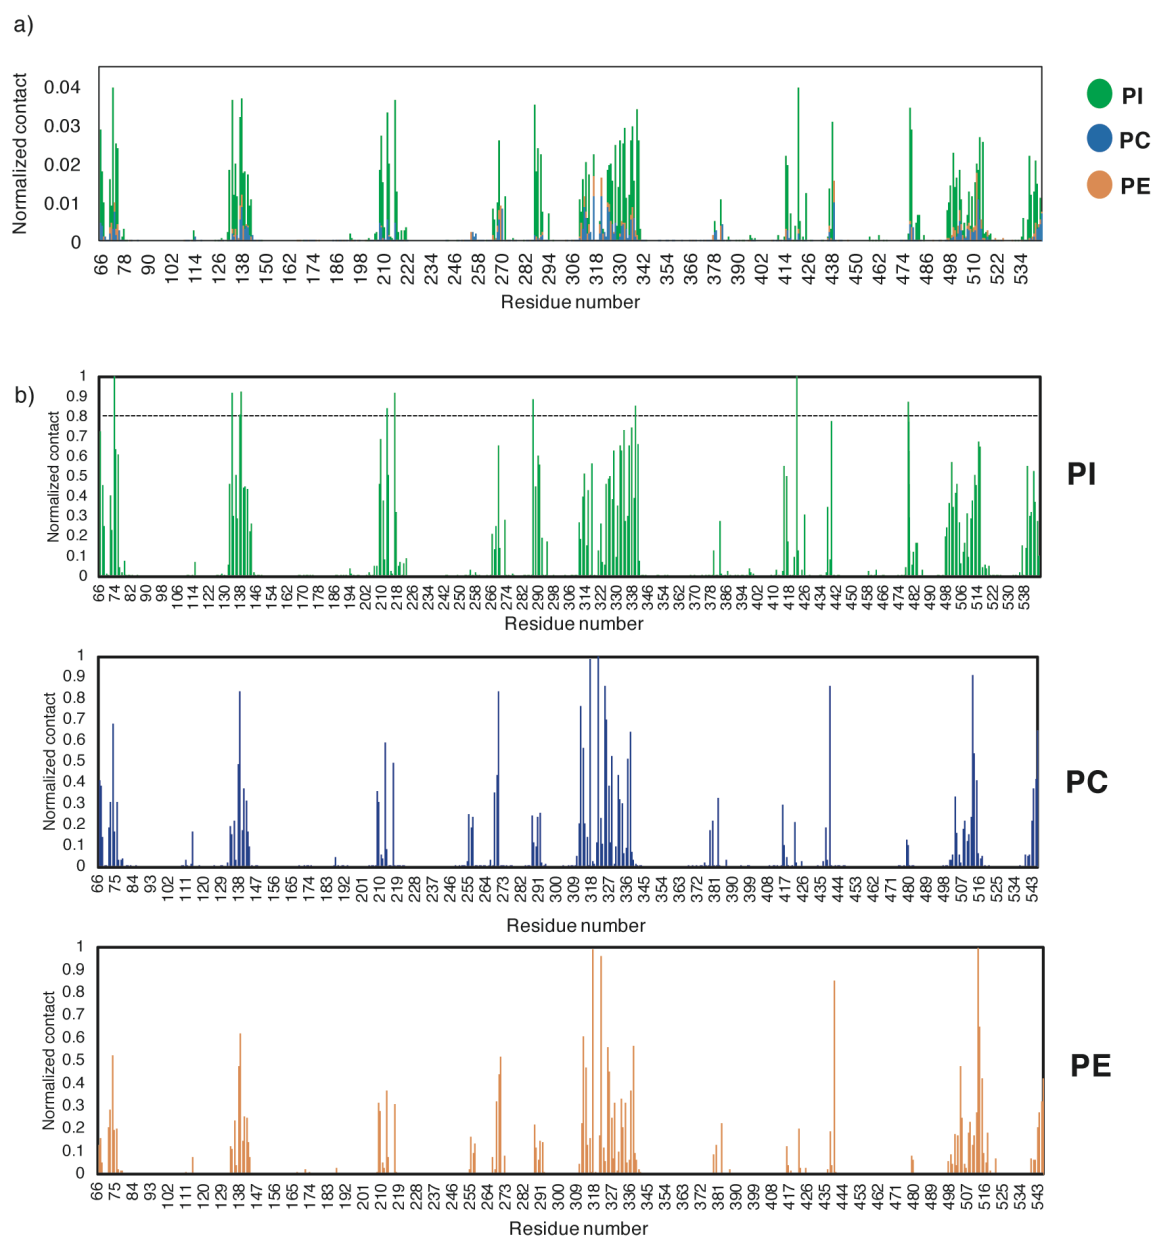 a)
Normalized contact
0.04
0.03
0.02
0.01
0
66 78 90 102 114 126 138 150 162 174 186 198 210 222 234 246 258 270 282 294 306 318 330 342 354 366 378 390 402 414 426 438 450 462 474 486 498 510 522 534
Residue number
PI
PC
PE
b)
Normalized contact
1
0.9
0.8
0.7
0.6
0.5
0.4
0.3
0.2
0.1
0
66 74 82 90 98 106 114 122 130 138 146 154 162 170 178 186 194 202 210 218 226 234 242 250 258 266 274 282 290 298 306 314 322 330 338 346 354 362 370 378 386 394 402 410 418 426 434 442 450 458 466 474 482 490 498 506 514 522 530 538
Residue number
PI
Normalized contact
1
0.9
0.8
0.7
0.6
0.5
0.4
0.3
0.2
0.1
0
66 75 84 93 102 111 120 129 138 147 156 165 174 183 192 201 210 219 228 237 246 255 264 273 282 291 300 309 318 327 336 345 354 363 372 381 390 399 408 417 426 435 444 453 462 471 480 489 498 507 516 525 534 543
Residue number
PC
Normalized contact
1
0.9
0.8
0.7
0.6
0.5
0.4
0.3
0.2
0.1
0
66 75 84 93 102 111 120 129 138 147 156 165 174 183 192 201 210 219 228 237 246 255 264 273 282 291 300 309 318 327 336 345 354 363 372 381 390 399 408 417 426 435 444 453 462 471 480 489 498 507 516 525 534 543
Residue number
PE